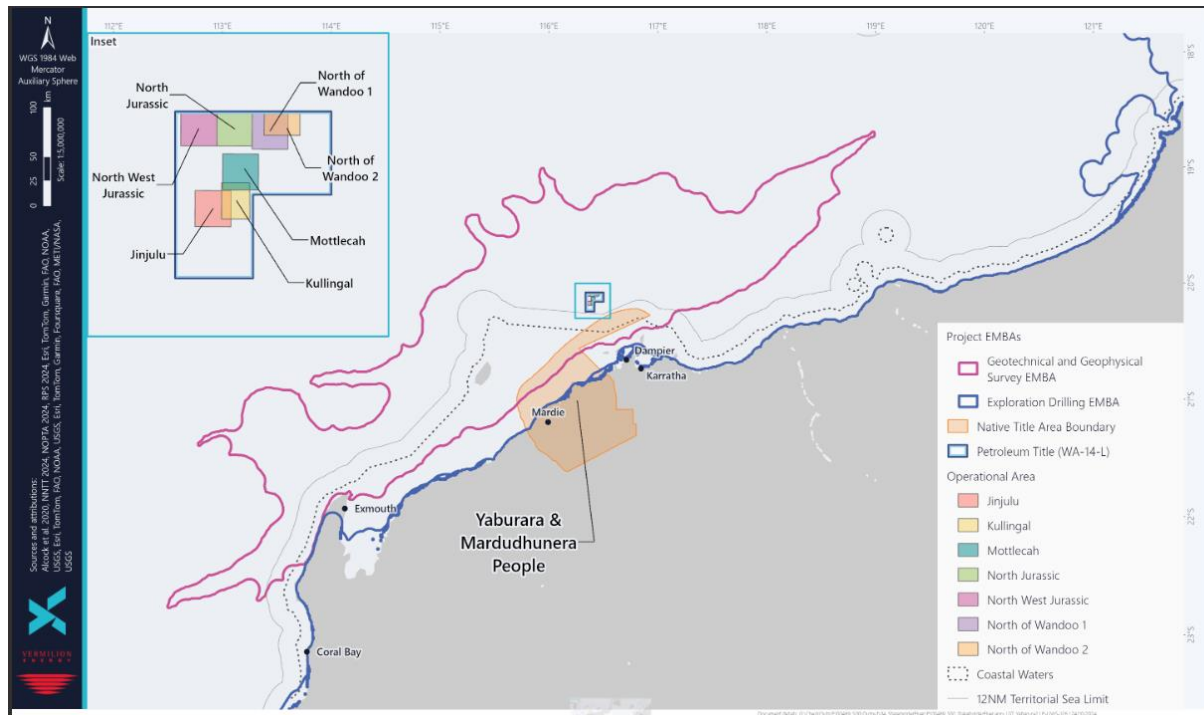 112°E 113°E 114°E 115°E 116°E 117°E 118°E 119°E 120°E 121°E
N
WGS 1984 Web
Mercator
Auxiliary Sphere
100
km
50
25
0
Scale: 1:5,000,000
Sources and attributions:
Alcock et al. 2020, NNTT 2024, NOPTA 2024, RPS 2024, Esri, TomTom, Garmin, FAO, NOAA,
USGS, Esri, TomTom, FAO, NOAA, USGS, Esri, TomTom, Garmin, Foursquare, FAO, METI/NASA,
USGS
VERMILION
ENERGY
Inset
North of
Wandoo 1
North
Jurassic
North West
Jurassic
North of
Wandoo 2
Mottlecah
Jinjulu
Kullingal
18°S
19°S
20°S
21°S
22°S
23°S
Dampier
Karratha
Mardie
Exmouth
Coral Bay
Yaburara &
Mardudhunera
People
Project EMBAs
Geotechnical and Geophysical
Survey EMBA
Exploration Drilling EMBA
Native Title Area Boundary
Petroleum Title (WA-14-L)
Operational Area
Jinjulu
Kullingal
Mottlecah
North Jurassic
North West Jurassic
North of Wandoo 1
North of Wandoo 2
Coastal Waters
12NM Territorial Sea Limit